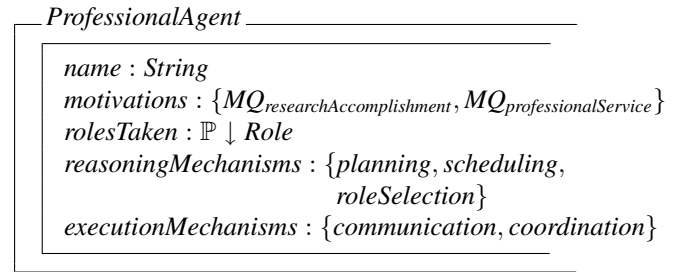 ProfessionalAgent
name : String
motivations : {MQresearchAccomplishment, MQprofessionalService}
rolesTaken : ℙ ↓ Role
reasoningMechanisms : {planning, scheduling,
roleSelection}
executionMechanisms : {communication, coordination}